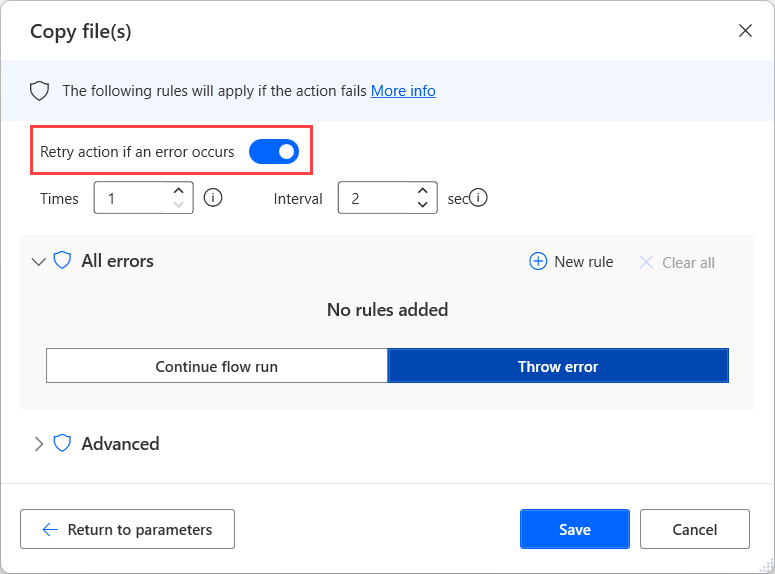 Copy file(s)
The following rules will apply if the action fails More info
Retry action if an error occurs
Times 1 Interval 2 sec
All errors New rule Clear all
No rules added
Continue flow run Throw error
Advanced
Return to parameters Save Cancel